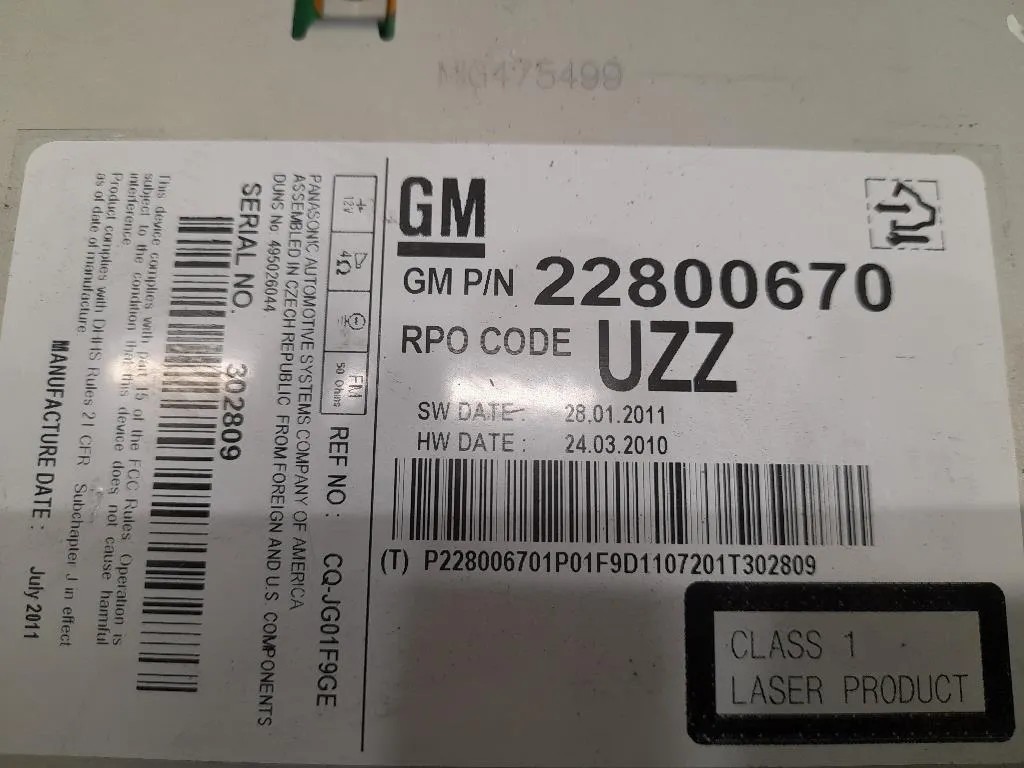 MIG475499
GM
GM P/N 22800670
RPO CODE UZZ
SW DATE: 28.01.2011
HW DATE: 24.03.2010
(T) P228006701P01F9D1107201T302809
CLASS 1
LASER PRODUCT
12V
4Ω
FM
50 Ohms
REF NO: CQ-JG01F9GE
PANASONIC AUTOMOTIVE SYSTEMS COMPANY OF AMERICA
ASSEMBLED IN CZECH REPUBLIC FROM FOREIGN AND U.S. COMPONENTS
DUNS No 495026044
SERIAL NO. 302809
This device complies with part 15 of the FCC Rules. Operation is
subject to the condition that this device does not cause harmful
interference.
Product complies with DHHS Rules 21 CFR Subchapter J in effect
as of date of manufacture
MANUFACTURE DATE: July 2011